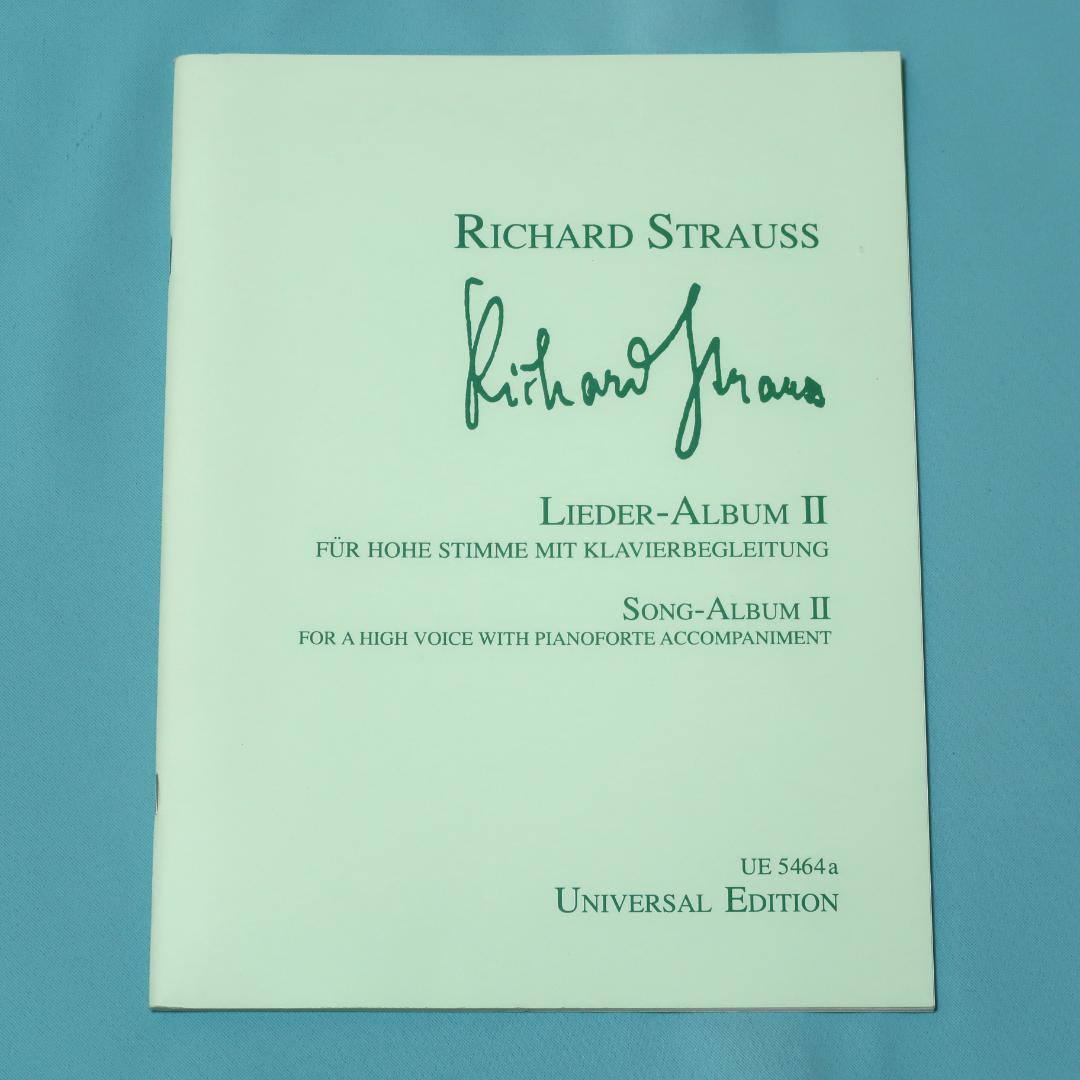 RICHARD STRAUSS
Richard Strauss
LIEDER-ALBUM II
FÜR HOHE STIMME MIT KLAVIERBEGLEITUNG
SONG-ALBUM II
FOR A HIGH VOICE WITH PIANOFORTE ACCOMPANIMENT
UE 5464a
UNIVERSAL EDITION